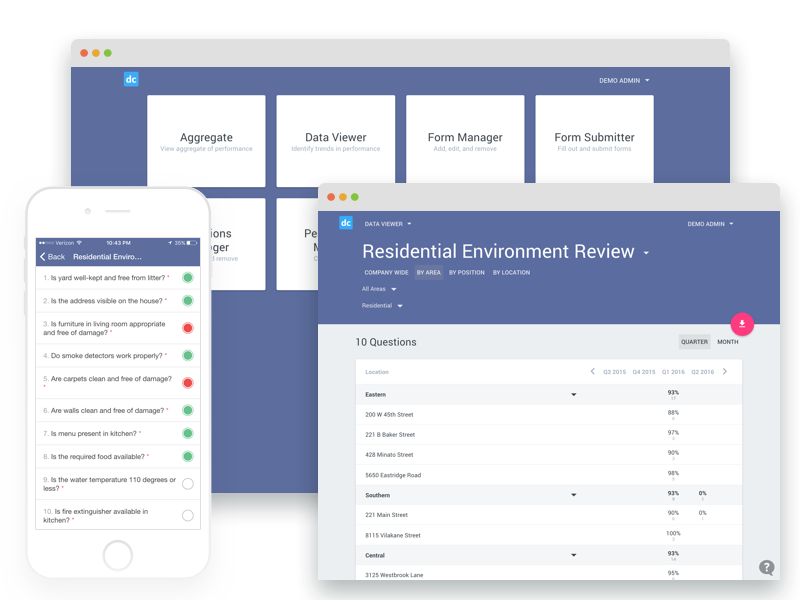 dc
DEMO ADMIN
Aggregate
View aggregate of performance
Data Viewer
Identify trends in performance
Form Manager
Add, edit, and remove
Form Submitter
Fill out and submit forms
Verizon
10:43 PM
35%
Back
Residential Enviro...
1. Is yard well-kept and free from litter? *
2. Is the address visible on the house? *
3. Is furniture in living room appropriate
and free of damage? *
4. Do smoke detectors work properly? *
5. Are carpets clean and free of damage?
*
6. Are walls clean and free of damage? *
7. Is menu present in kitchen? *
8. Is the required food available? *
9. Is the water temperature 110 degrees or
less? *
10. Is fire extinguisher available in
kitchen? *
dc
DATA VIEWER
DEMO ADMIN
Residential Environment Review
COMPANY WIDE BY AREA BY POSITION BY LOCATION
All Areas
Residential
10 Questions
QUARTER MONTH
Location Q3 2015 Q4 2015 Q1 2016 Q2 2016
Eastern 93%
17
200 W 45th Street 88%
221 B Baker Street 97%
428 Minato Street 90%
5650 Eastridge Road 98%
Southern 93% 0%
221 Main Street 90% 0%
8115 Vilakane Street 100%
Central 93%
14
3125 Westbrook Lane 95%
?